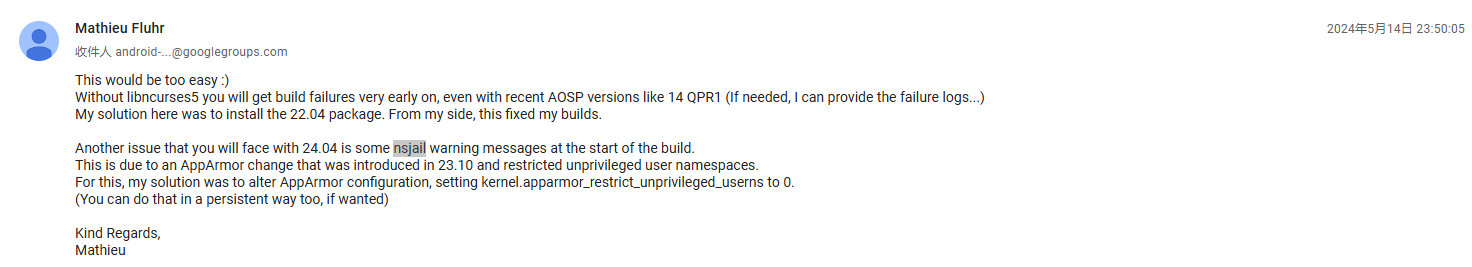 Mathieu Fluhr
2024年5月14日 23:50:05
收件人 android-...@googlegroups.com
This would be too easy :)
Without libncurses5 you will get build failures very early on, even with recent AOSP versions like 14 QPR1 (If needed, I can provide the failure logs...)
My solution here was to install the 22.04 package. From my side, this fixed my builds.
Another issue that you will face with 24.04 is some nsjail warning messages at the start of the build.
This is due to an AppArmor change that was introduced in 23.10 and restricted unprivileged user namespaces.
For this, my solution was to alter AppArmor configuration, setting kernel.apparmor_restrict_unprivileged_userns to 0.
(You can do that in a persistent way too, if wanted)
Kind Regards,
Mathieu